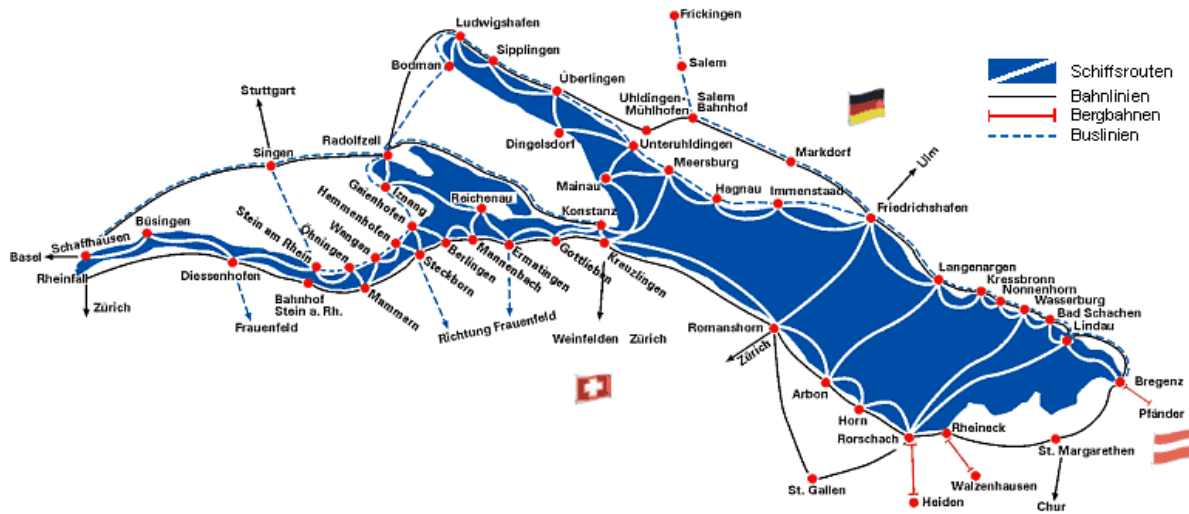 Ludwigshafen
Frickingen
Sipplingen
Bodman
Salem
Überlingen
Schiffsrouten
Stuttgart
Bahnlinien
Uhldingen-
Mühlhofen
Salem
Bahnhof
Bergbahnen
Buslinien
Radolfzell
Dingelsdorf
Unteruhldingen
Singen
Markdorf
Meersburg
Ulm
Iznang
Gaienhofen
Mainau
Hagnau
Immenstaad
Reichenau
Hemmenhofen
Konstanz
Friedrichshafen
Büsingen
Stein am Rhein
Öhningen
Wangen
Schaffhausen
Basel
Rheinfall
Diessenhofen
Steckborn
Berlingen
Mannenbach
Ermatingen
Gottlieben
Kreuzlingen
Langenargen
Kressbronn
Nonnenhorn
Wasserburg
Bad Schachen
Lindau
Zürich
Bahnhof
Stein a. Rh.
Mammern
Frauenfeld
Richtung Frauenfeld
Weinfelden Zürich
Romanshorn
Zürich
Bregenz
Arbon
Pfänder
Horn
Rorschach
Rheineck
St. Margarethen
St. Gallen
Walzenhausen
Heiden
Chur